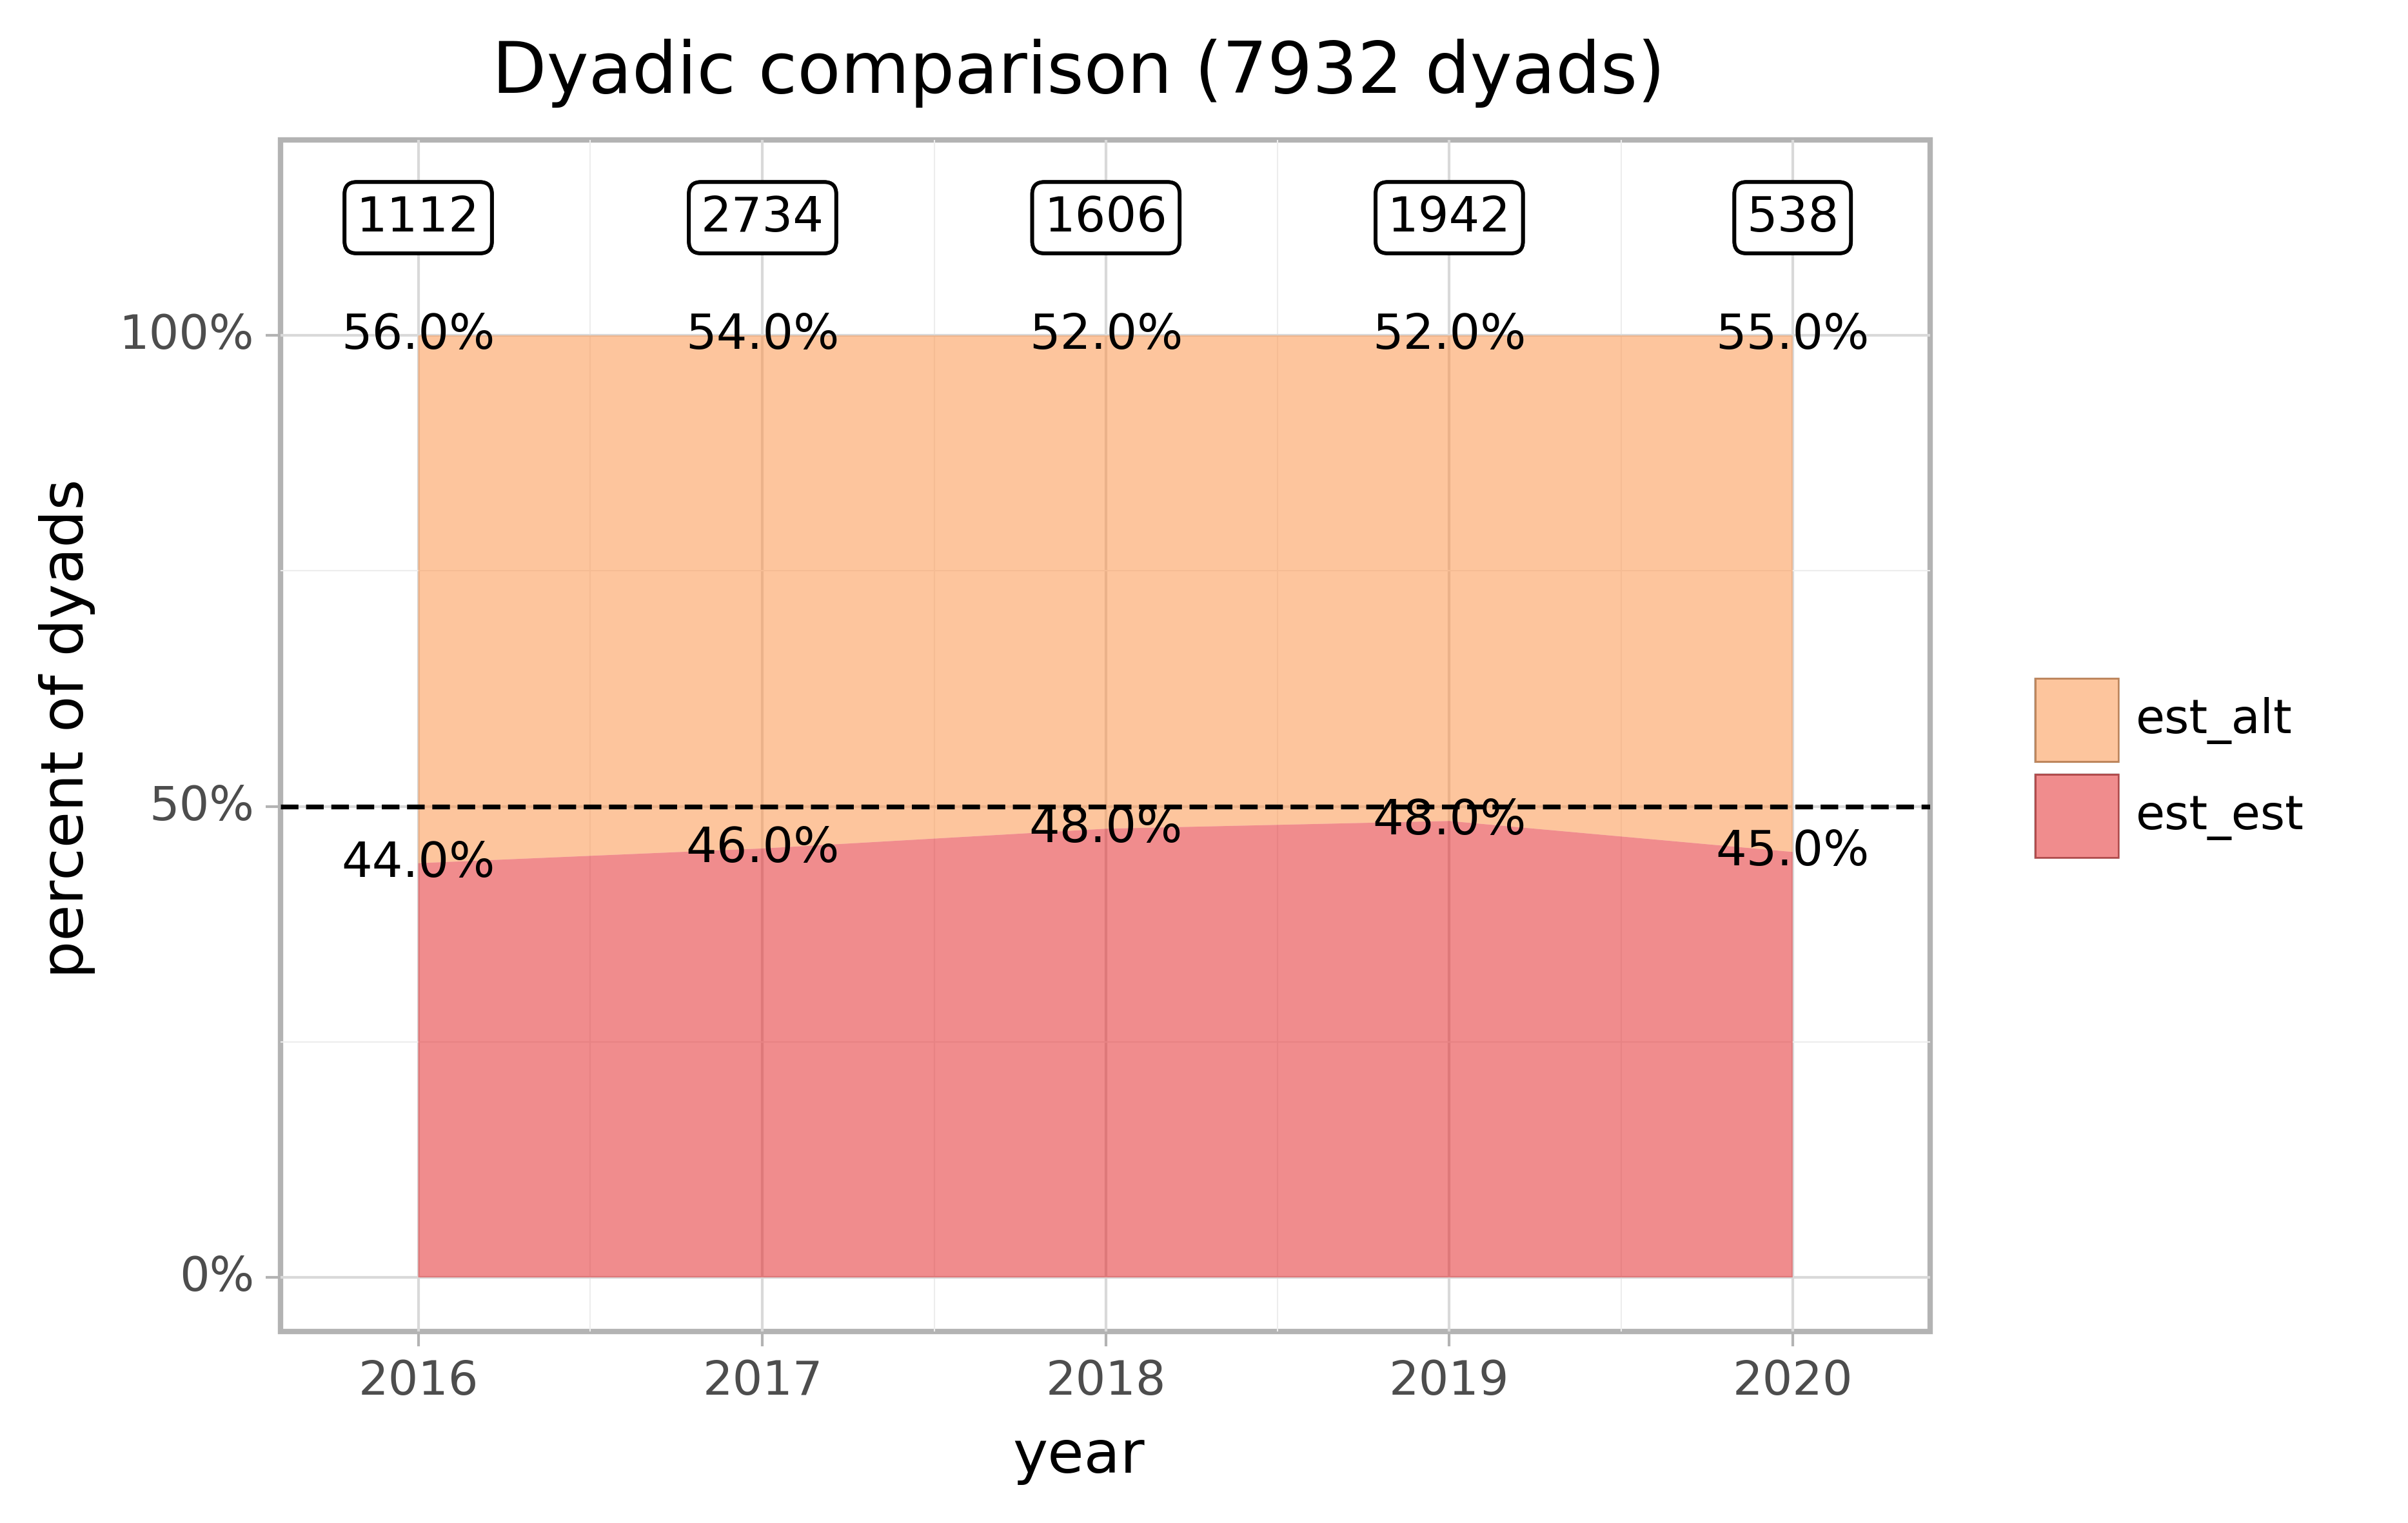 Dyadic comparison (7932 dyads)
1112 2734 1606 1942 538
100% 56.0% 54.0% 52.0% 52.0% 55.0%
percent of dyads
est_alt
50%
44.0% 46.0% 48.0% 48.0% 45.0%
est_est
0%
2016 2017 2018 2019 2020
year